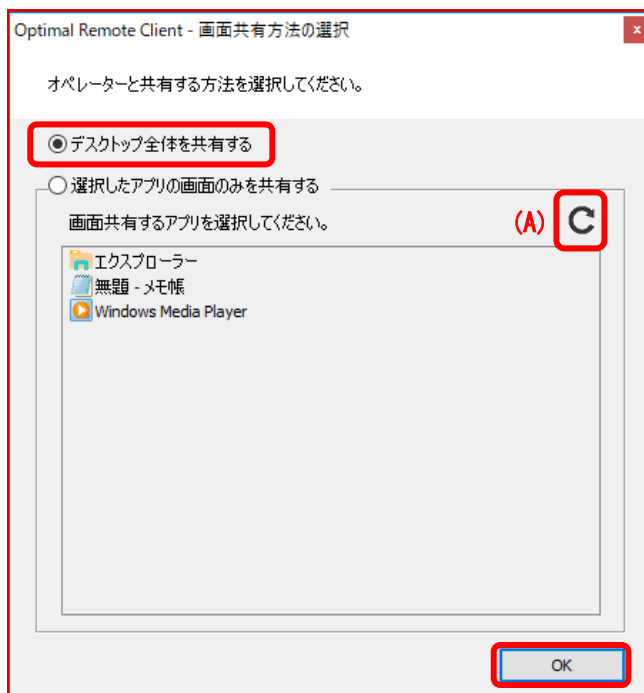 Optimal Remote Client - 画面共有方法の選択
x
オペレーターと共有する方法を選択してください。
デスクトップ全体を共有する
選択したアプリの画面のみを共有する
画面共有するアプリを選択してください。
(A)
エクスプローラー
無題 - メモ帳
Windows Media Player
OK